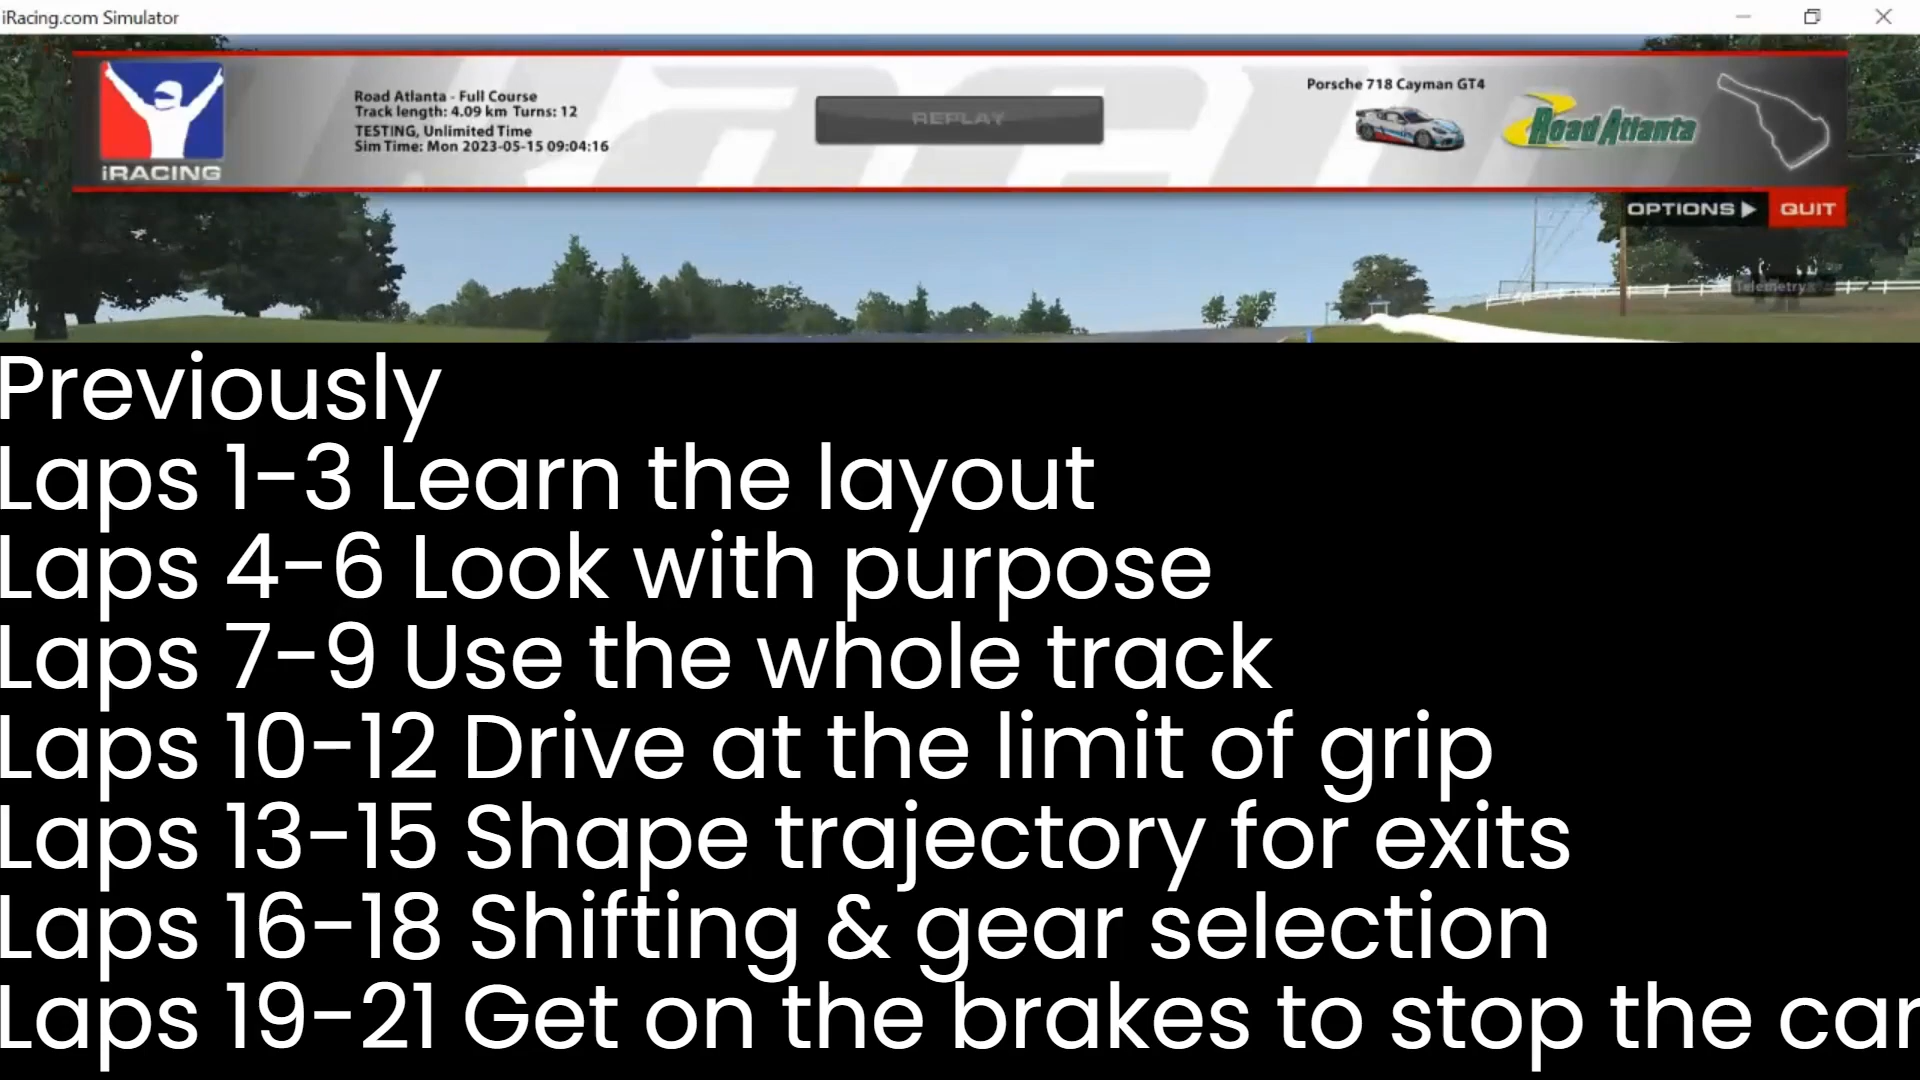 iRacing.com Simulator
Road Atlanta - Full Course
Track length: 4.09 km Turns: 12
TESTING, Unlimited Time
Sim Time: Mon 2023-05-15 09:04:16
iRACING
REPLAY
Porsche 718 Cayman GT4
Road Atlanta
OPTIONS
QUIT
Telemetry
Previously
Laps 1-3 Learn the layout
Laps 4-6 Look with purpose
Laps 7-9 Use the whole track
Laps 10-12 Drive at the limit of grip
Laps 13-15 Shape trajectory for exits
Laps 16-18 Shifting & gear selection
Laps 19-21 Get on the brakes to stop the car